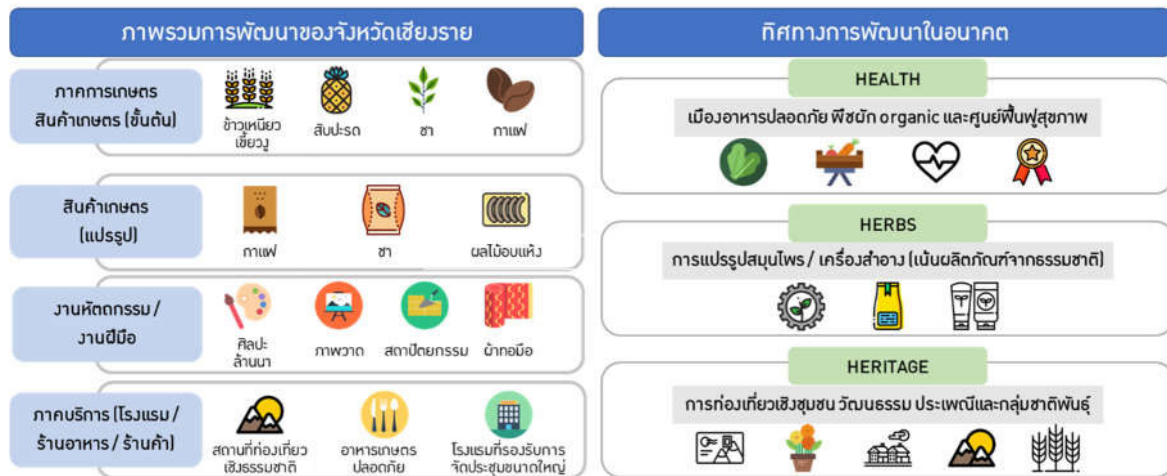 ภาพรวมการพัฒนาของจังหวัดเชียงราย
ภาคการเกษตร
สินค้าเกษตร (ขั้นต้น)
ข้าวเหนียว
เขี้ยวงู
สับปะรด
ชา
กาแฟ
สินค้าเกษตร
(แปรรูป)
กาแฟ
ชา
ผลไม้อบแห้ง
งานหัตถกรรม /
งานฝีมือ
ศิลปะ
ล้านนา
ภาพวาด
สถาปัตยกรรม
ผ้าทอมือ
ภาคบริการ (โรงแรม /
ร้านอาหาร / ร้านค้า)
สถานที่ท่องเที่ยว
เชิงธรรมชาติ
อาหารเกษตร
ปลอดภัย
โรงแรมที่รองรับการ
จัดประชุมขนาดใหญ่
ทิศทางการพัฒนาในอนาคต
HEALTH
เมืองอาหารปลอดภัย พืชผัก organic และศูนย์ฟื้นฟูสุขภาพ
HERBS
การแปรรูปสมุนไพร / เครื่องสำอาง (เน้นผลิตภัณฑ์จากธรรมชาติ)
HERITAGE
การท่องเที่ยวเชิงชุมชน วัฒนธรรม ประเพณีและกลุ่มชาติพันธุ์